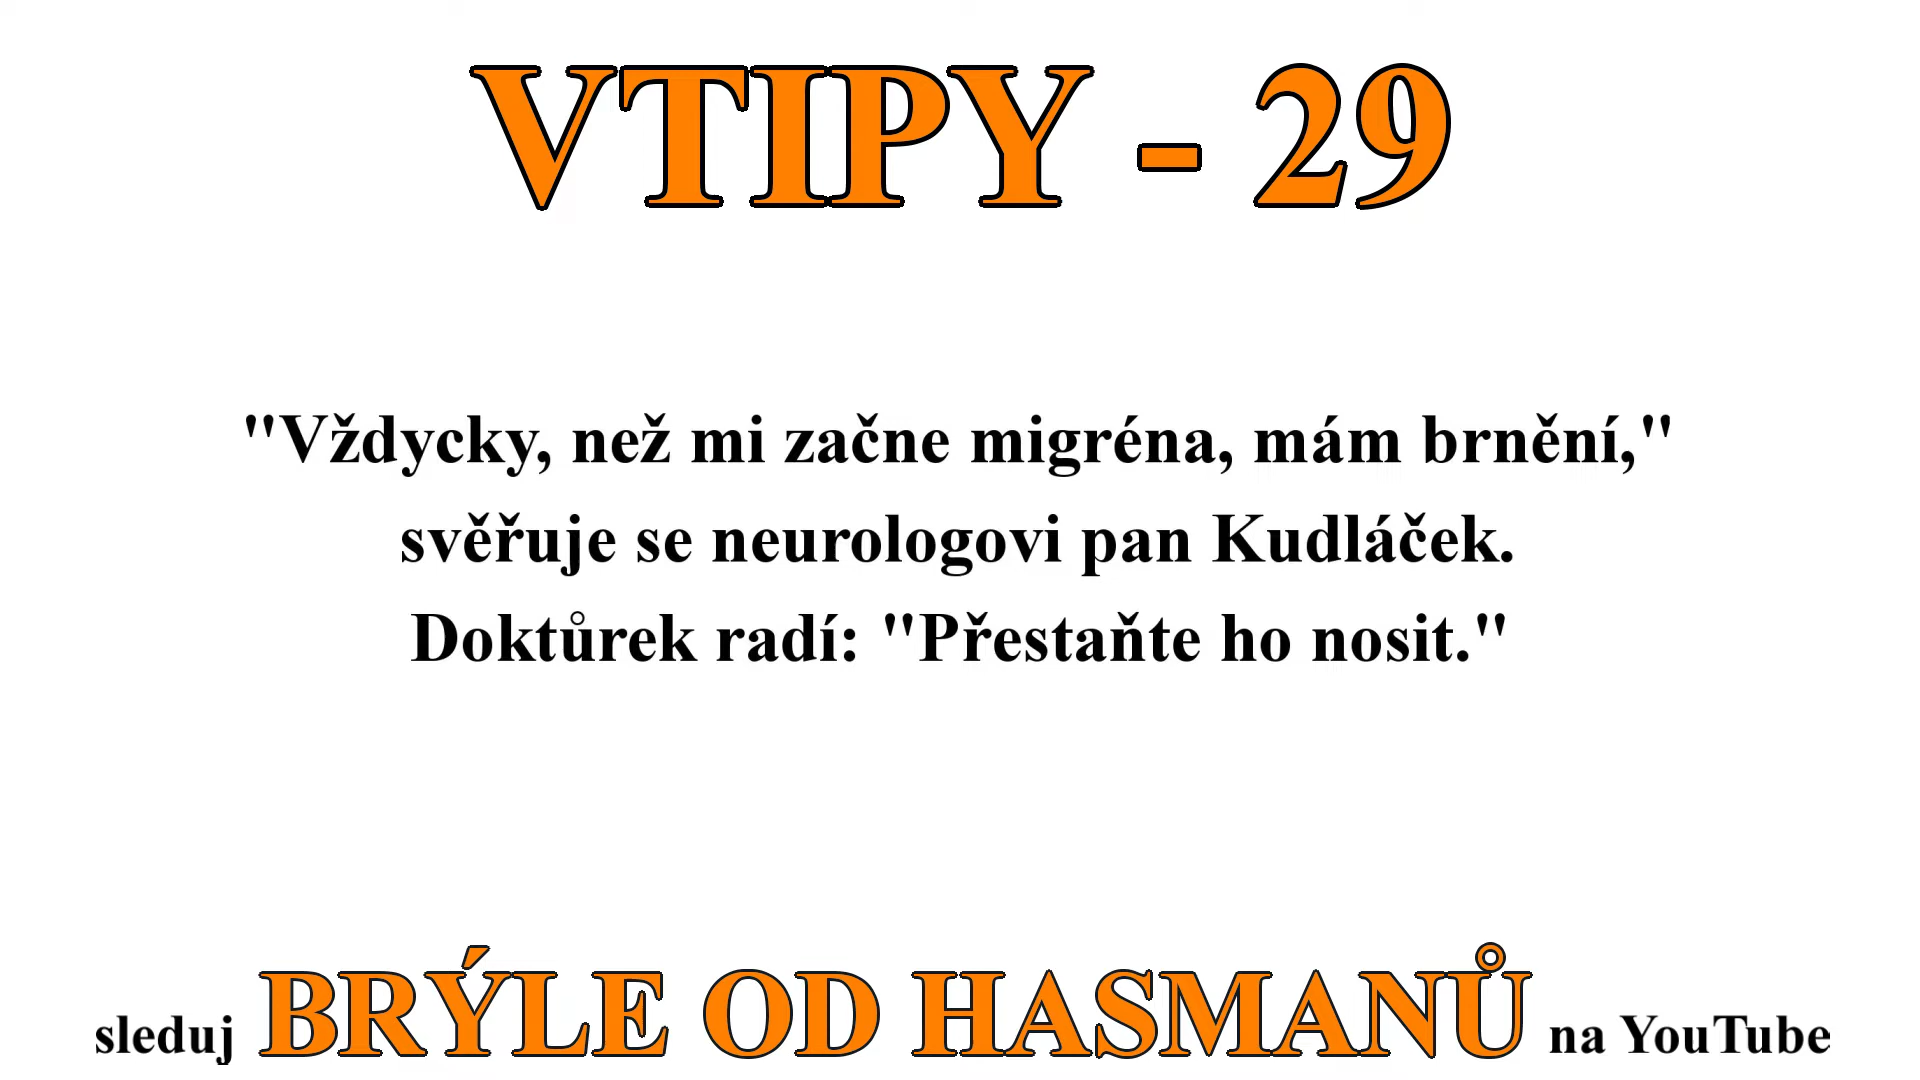 VTIPY - 29
"Vždycky, než mi začne migréna, mám brnění,"
svěřuje se neurologovi pan Kudláček.
Doktůrek radí: "Přestaňte ho nosit."
sleduj BRÝLE OD HASMANŮ na YouTube